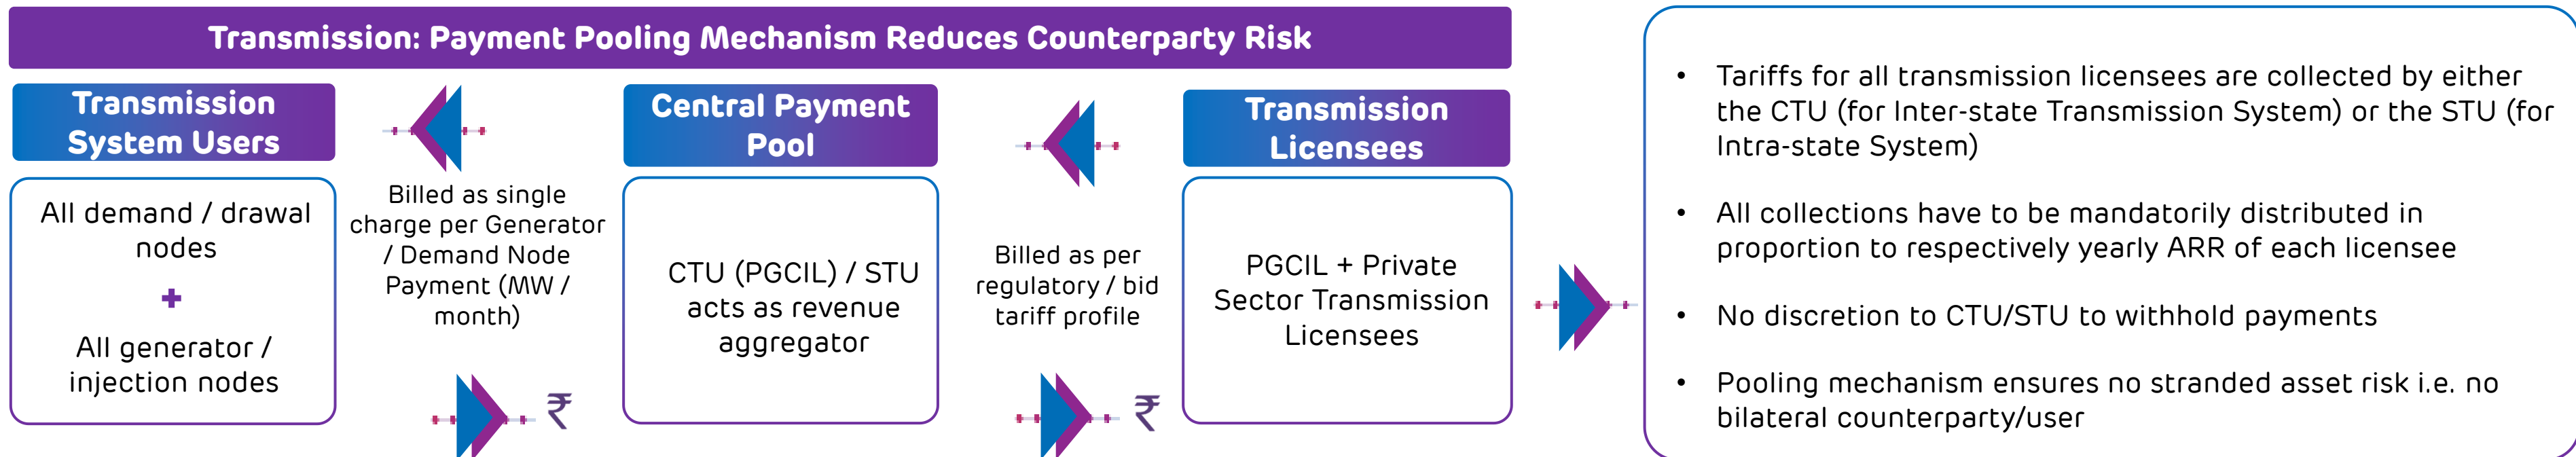 Transmission: Payment Pooling Mechanism Reduces Counterparty Risk
Transmission
System Users
All demand / drawal
nodes
+
All generator /
injection nodes
Billed as single
charge per Generator
/ Demand Node
Payment (MW /
month)
₹
Central Payment
Pool
CTU (PGCIL) / STU
acts as revenue
aggregator
Billed as per
regulatory / bid
tariff profile
₹
Transmission
Licensees
PGCIL + Private
Sector Transmission
Licensees
• Tariffs for all transmission licensees are collected by either
the CTU (for Inter-state Transmission System) or the STU (for
Intra-state System)
• All collections have to be mandatorily distributed in
proportion to respectively yearly ARR of each licensee
• No discretion to CTU/STU to withhold payments
• Pooling mechanism ensures no stranded asset risk i.e. no
bilateral counterparty/user